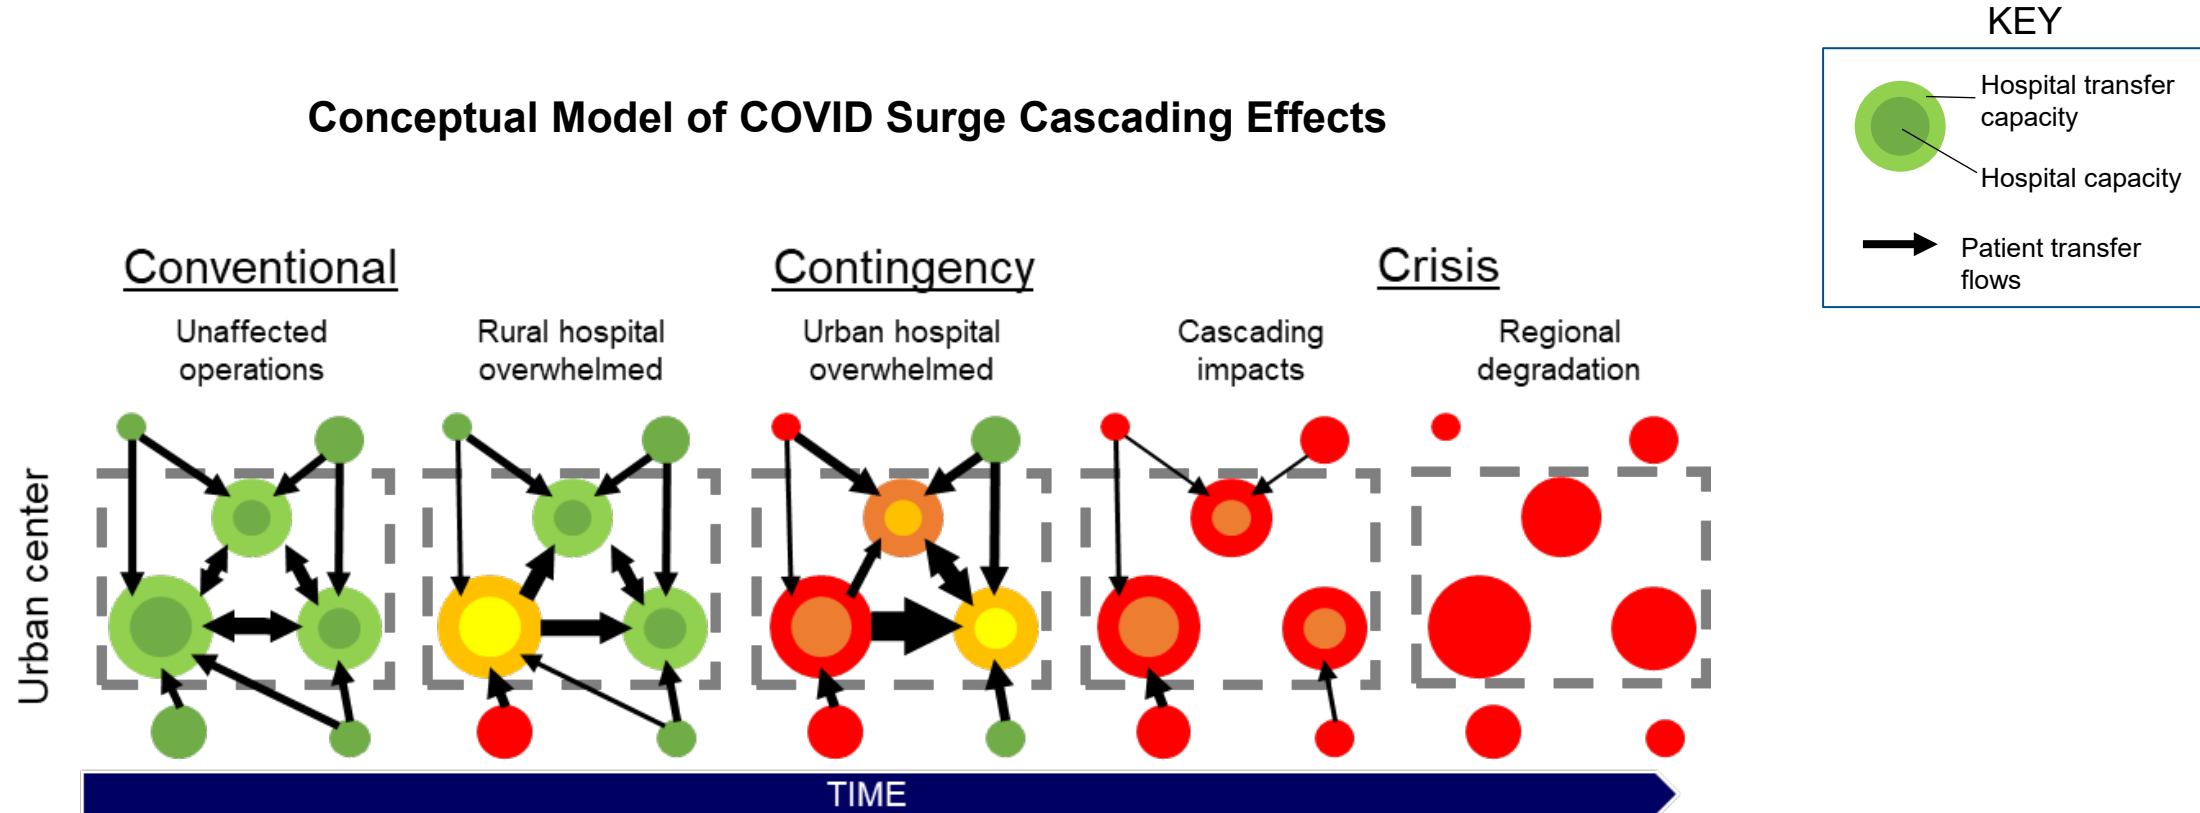 KEY
Hospital transfer
capacity
Hospital capacity
Patient transfer
flows
Conceptual Model of COVID Surge Cascading Effects
Conventional
Contingency
Crisis
Unaffected
operations
Rural hospital
overwhelmed
Urban hospital
overwhelmed
Cascading
impacts
Regional
degradation
Urban center
TIME